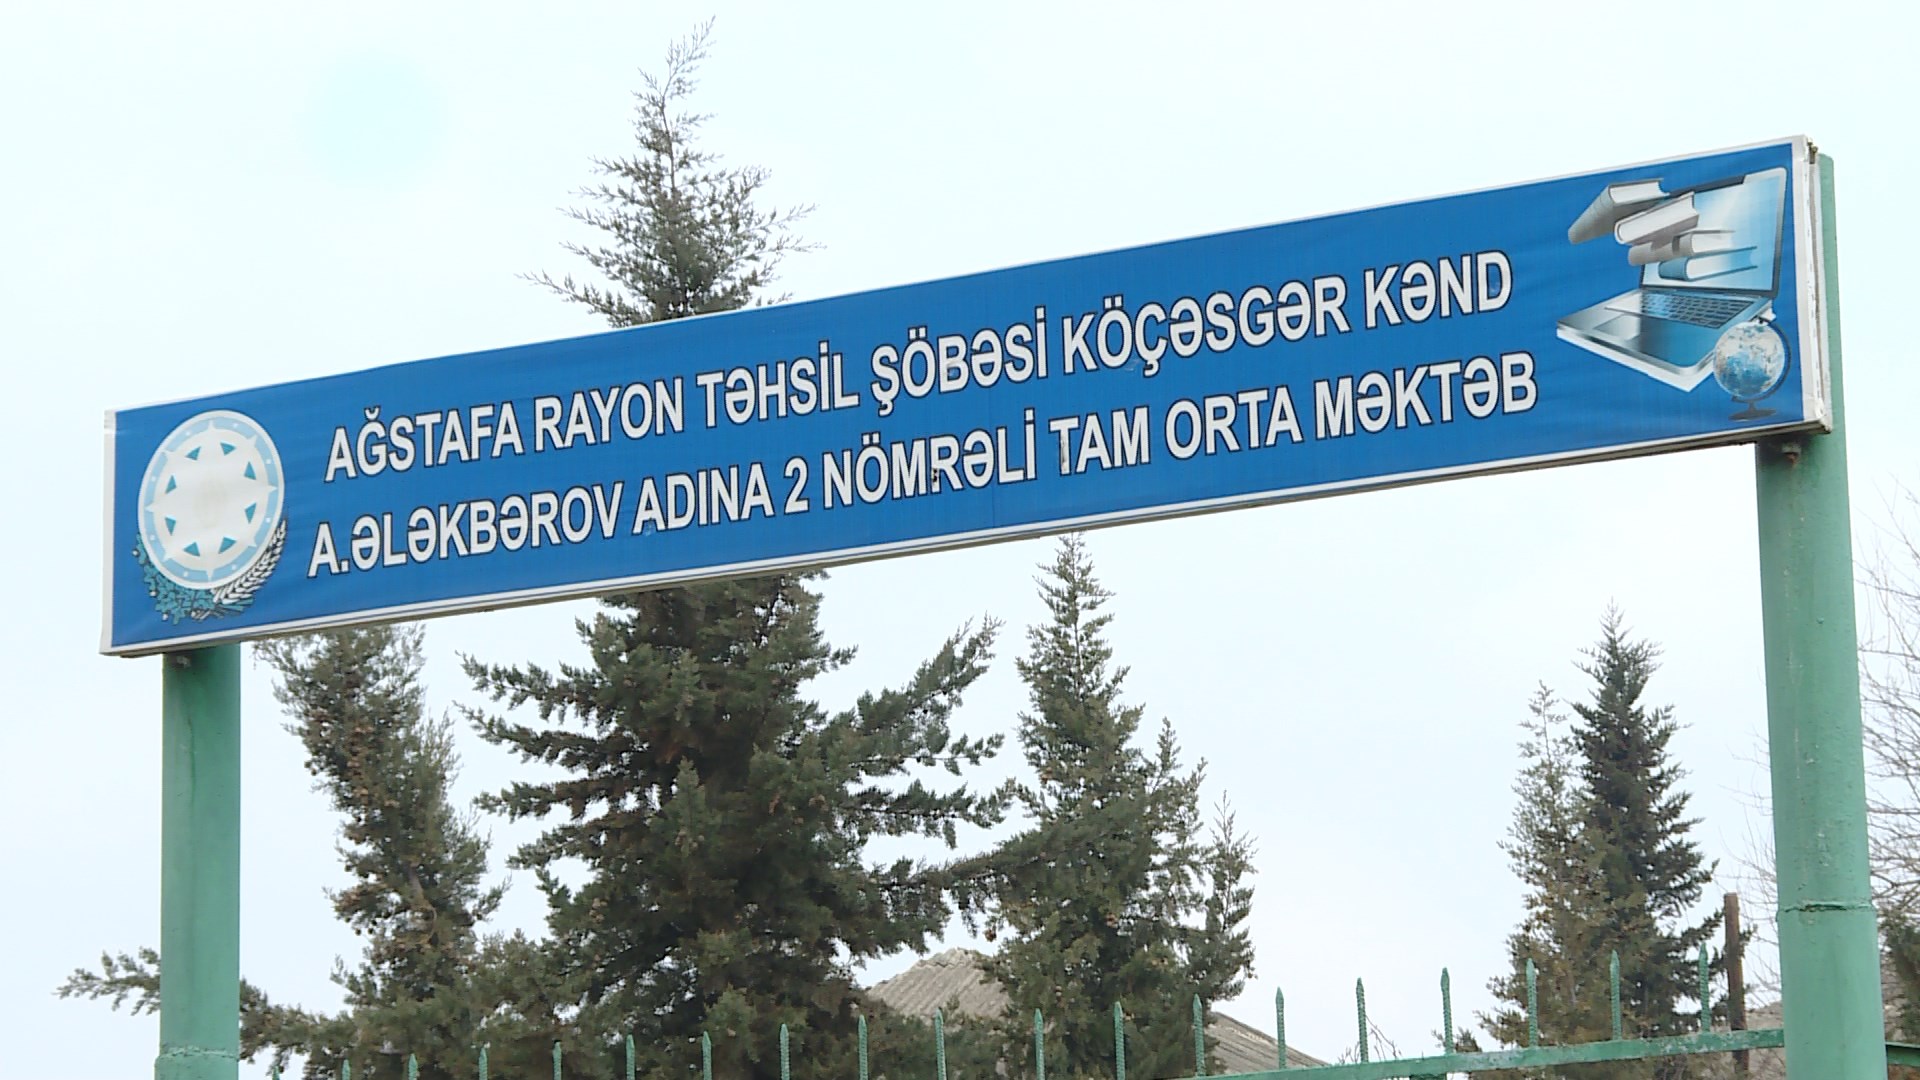 AĞSTAFA RAYON TƏHSİL ŞÖBƏSİ KÖÇƏSGƏR KƏND
A.ƏLƏKBƏROV ADINA 2 NÖMRƏLİ TAM ORTA MƏKTƏB